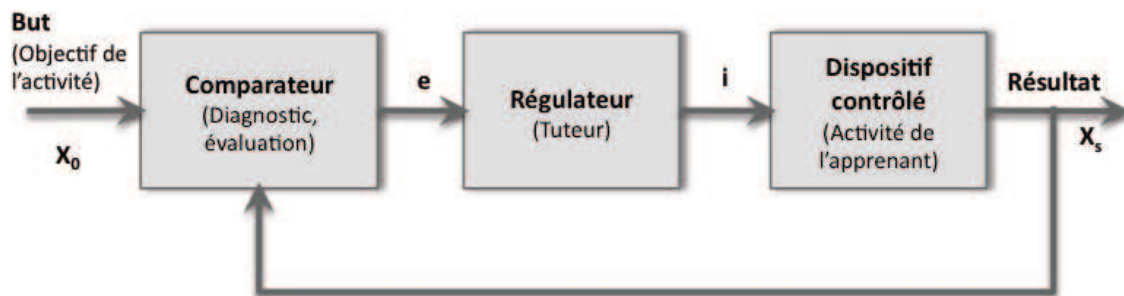 But
(Objectif de
l'activité)
X₀
Comparateur
(Diagnostic,
évaluation)
e
Régulateur
(Tuteur)
i
Dispositif
contrôlé
(Activité de
l'apprenant)
Résultat
Xₛ